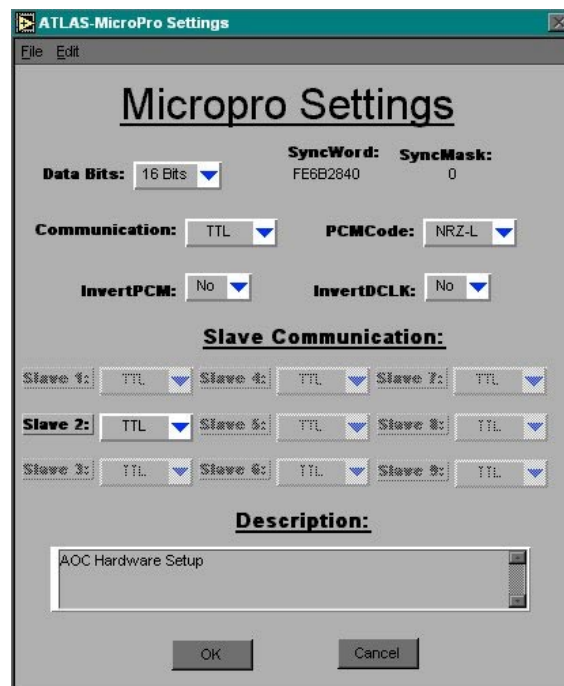 ATLAS-MicroPro Settings
File Edit
Micropro Settings
Data Bits: 16 Bits
SyncWord: SyncMask:
FE6B2840 0
Communication: TTL PCMCode: NRZ-L
InvertPCM: No InvertDCLK: No
Slave Communication:
Slave 1: TTL Slave 4: TTL Slave 7: TTL
Slave 2: TTL Slave 5: TTL Slave 8: TTL
Slave 3: TTL Slave 6: TTL Slave 9: TTL
Description:
AOC Hardware Setup
OK Cancel